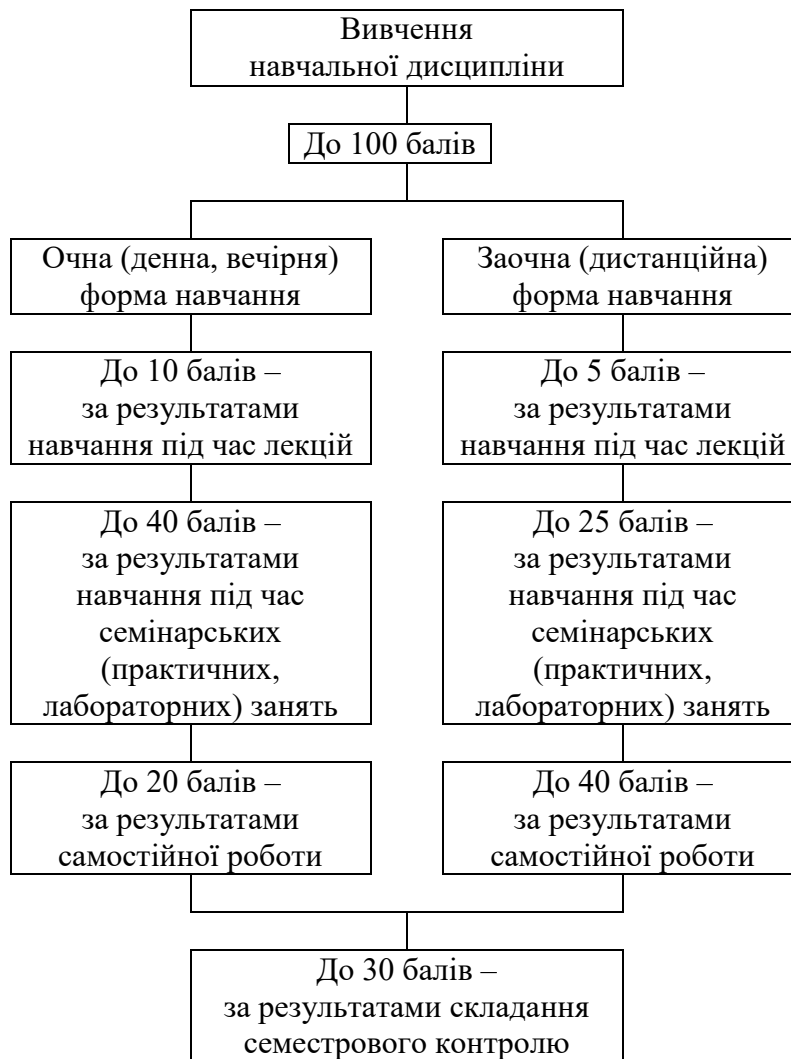 Вивчення
навчальної дисципліни
До 100 балів
Очна (денна, вечірня)
форма навчання
Заочна (дистанційна)
форма навчання
До 10 балів –
за результатами
навчання під час лекцій
До 5 балів –
за результатами
навчання під час лекцій
До 40 балів –
за результатами
навчання під час
семінарських
(практичних,
лабораторних) занять
До 25 балів –
за результатами
навчання під час
семінарських
(практичних,
лабораторних) занять
До 20 балів –
за результатами
самостійної роботи
До 40 балів –
за результатами
самостійної роботи
До 30 балів –
за результатами складання
семестрового контролю